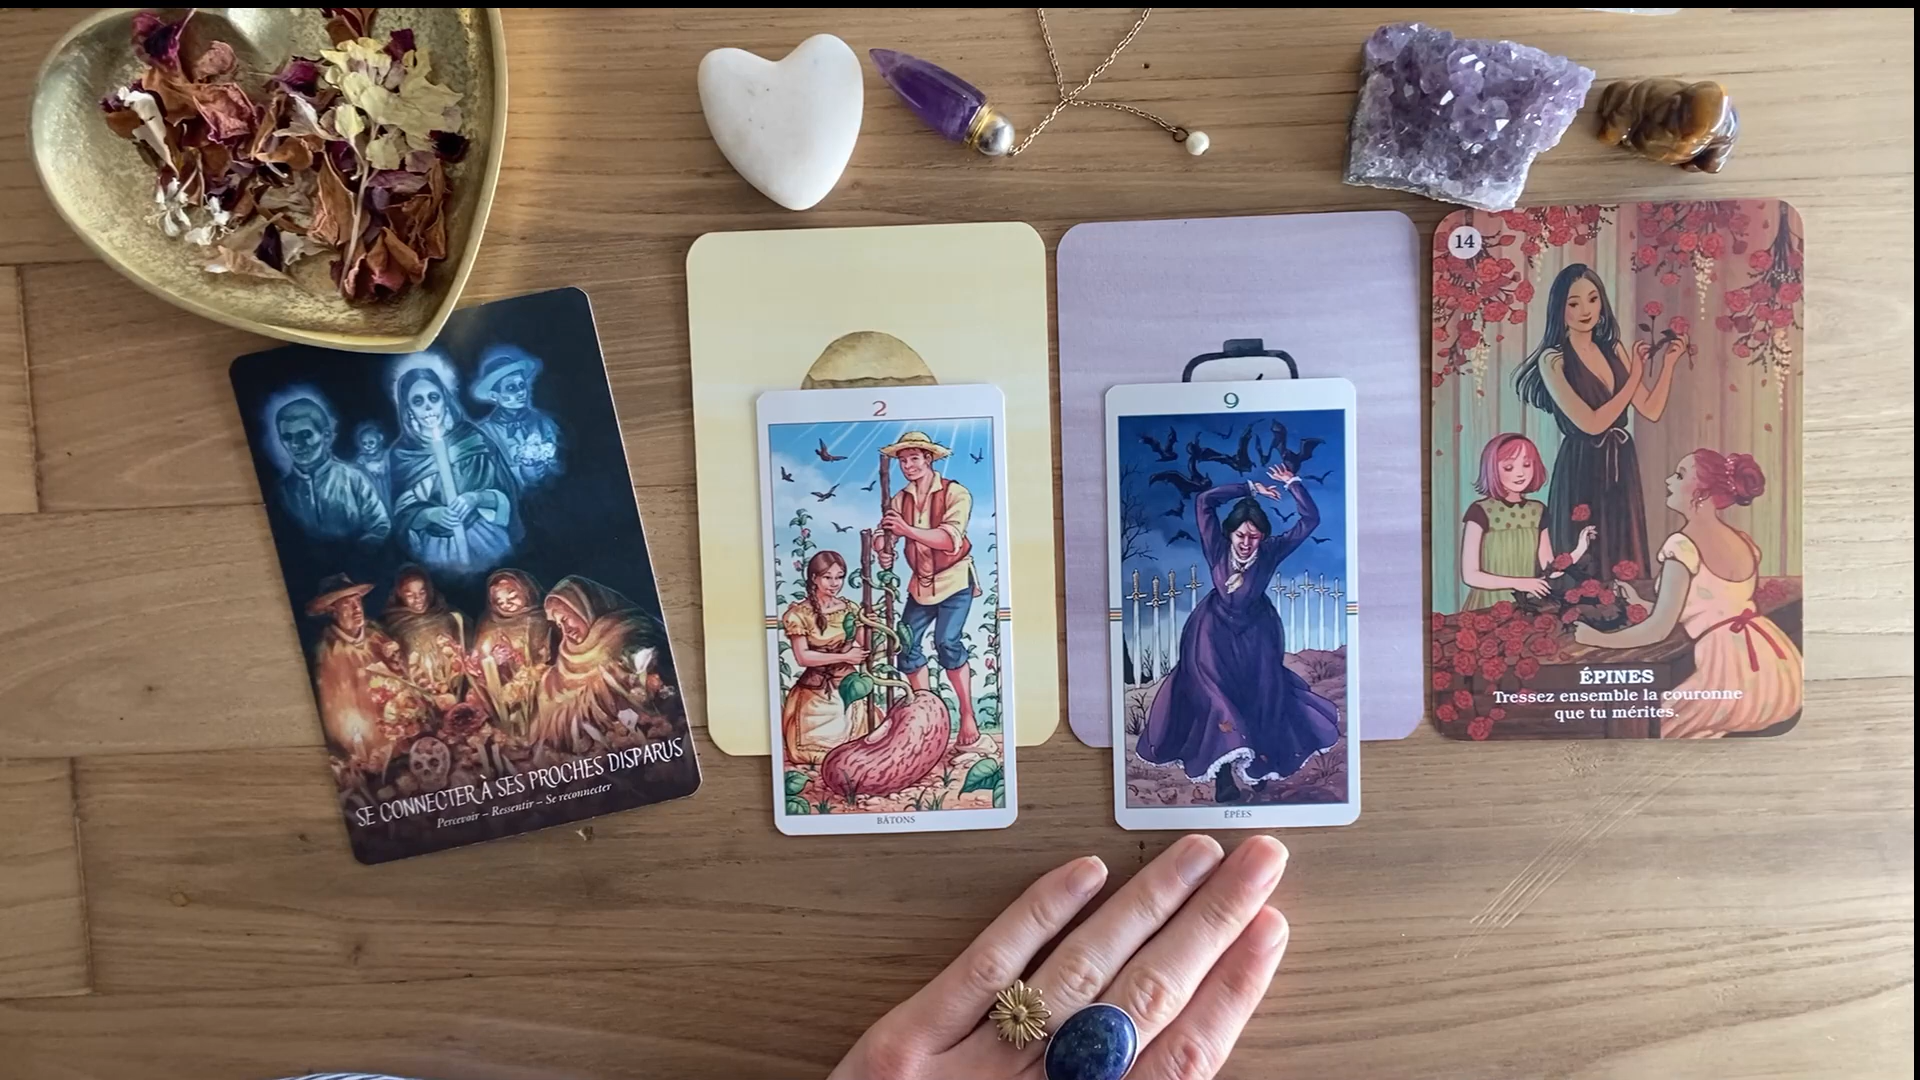 SE CONNECTER À SES PROCHES DISPARUS
Percevoir – Ressentir – Se reconnecter
2
BÂTONS
9
ÉPÉES
14
ÉPINES
Tressez ensemble la couronne
que tu mérites.